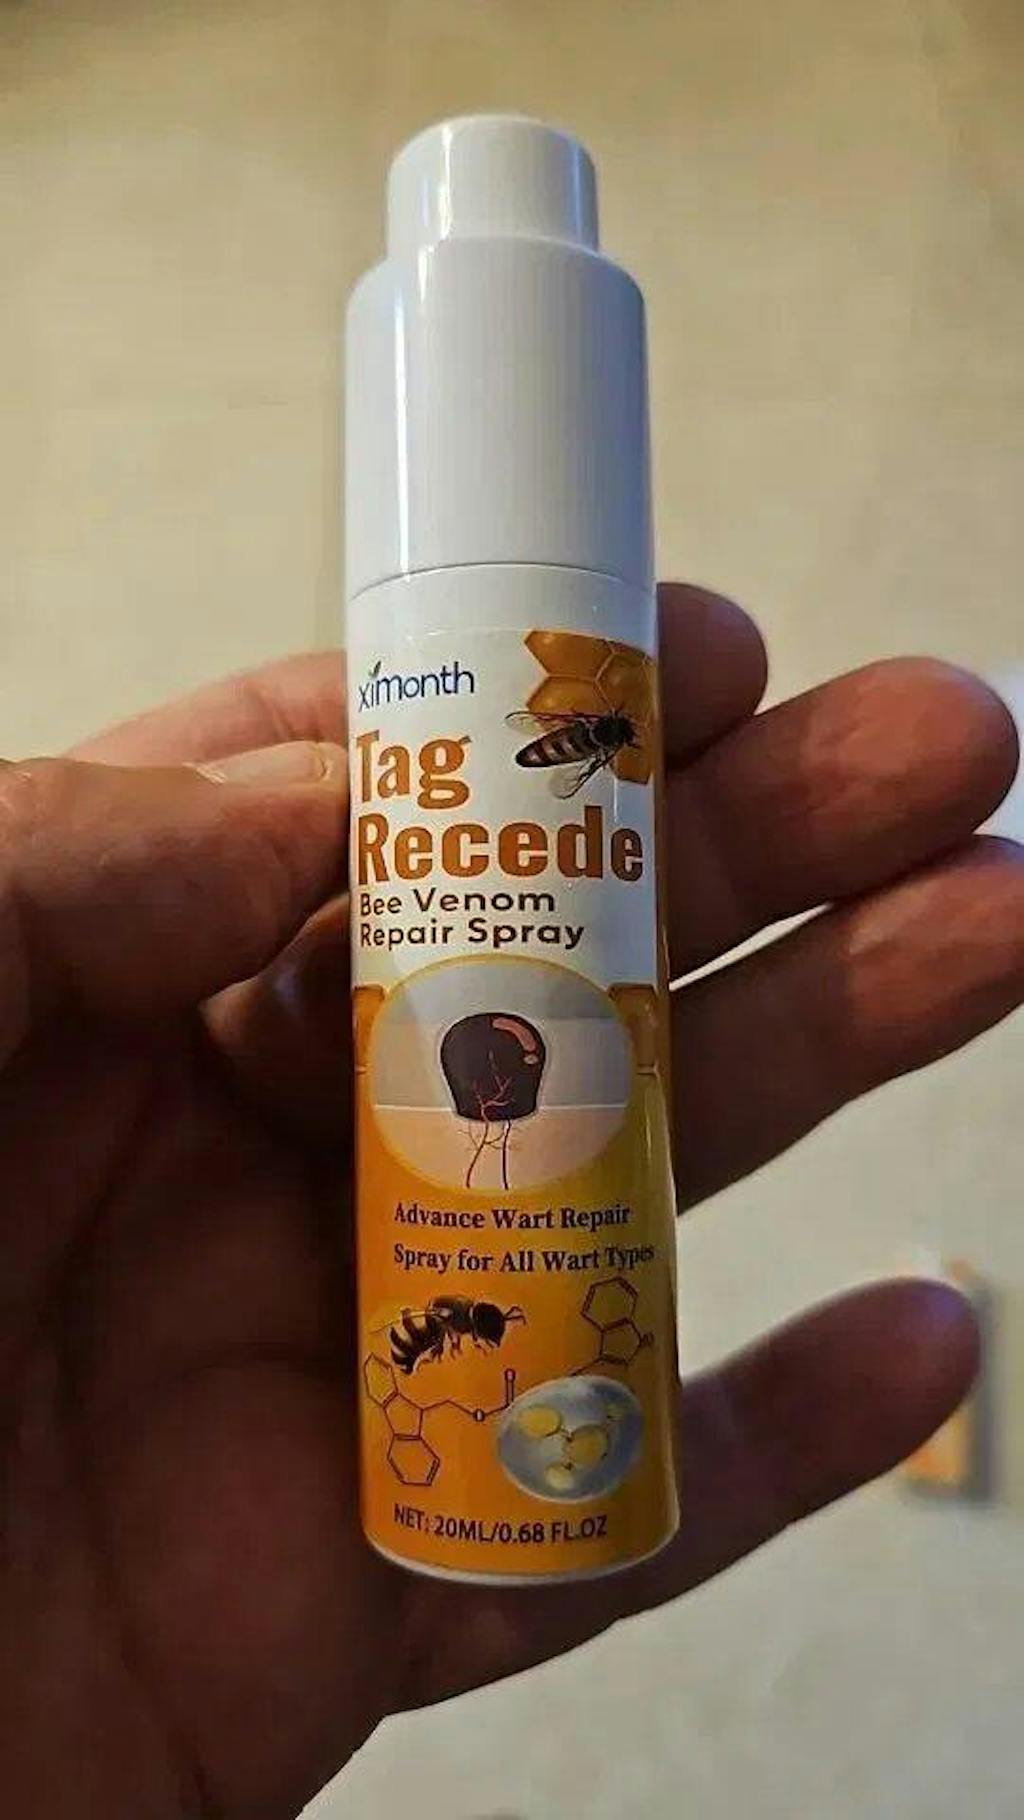 ximonth
Tag
Recede
Bee Venom
Repair Spray
Advance Wart Repair
Spray for All Wart Types
NET: 20ML/0.68 FL.OZ